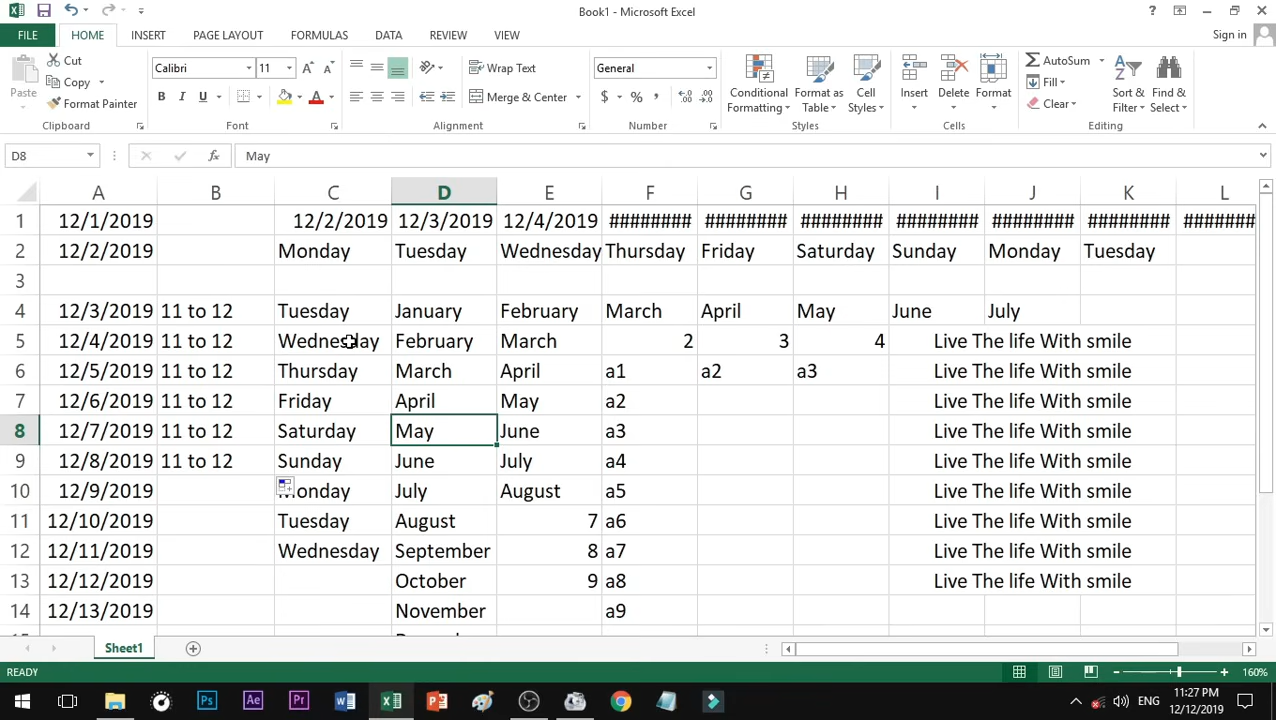 Book1 - Microsoft Excel
?
FILE HOME INSERT PAGE LAYOUT FORMULAS DATA REVIEW VIEW Sign in
Paste Cut Copy Format Painter Clipboard
Calibri 11 A A B I U A Font
Wrap Text Merge & Center Alignment
General $ % , Number
Conditional Formatting Format as Table Cell Styles Styles
Insert Delete Format Cells
AutoSum Fill Clear Sort & Filter Find & Select Editing
D8 fx May
A B C D E F G H I J K L
1 12/1/2019 12/2/2019 12/3/2019 12/4/2019 ######## ######## ######## ######## ######## ######## #######
2 12/2/2019 Monday Tuesday Wednesday Thursday Friday Saturday Sunday Monday Tuesday
3
4 12/3/2019 11 to 12 Tuesday January February March April May June July
5 12/4/2019 11 to 12 Wednesday February March 2 3 4 Live The life With smile
6 12/5/2019 11 to 12 Thursday March April a1 a2 a3 Live The life With smile
7 12/6/2019 11 to 12 Friday April May a2 Live The life With smile
8 12/7/2019 11 to 12 Saturday May June a3 Live The life With smile
9 12/8/2019 11 to 12 Sunday June July a4 Live The life With smile
10 12/9/2019 Monday July August a5 Live The life With smile
11 12/10/2019 Tuesday August 7 a6 Live The life With smile
12 12/11/2019 Wednesday September 8 a7 Live The life With smile
13 12/12/2019 October 9 a8 Live The life With smile
14 12/13/2019 November a9
Sheet1
READY 160%
Ps Ae Pr ENG 11:27 PM
12/12/2019